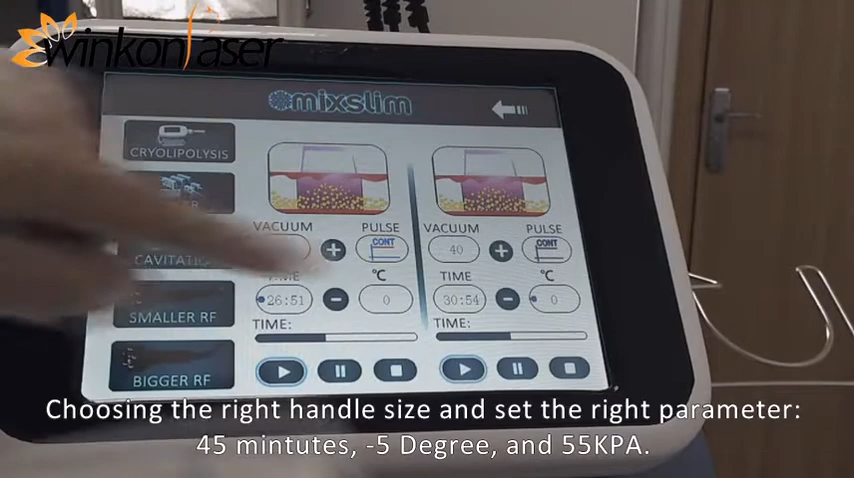 winkonlaser
mixslim
CRYOLIPOLYSIS
VACUUM PULSE VACUUM PULSE
CONT 40 CONT
CAVITATIO
℃ TIME ℃
26:51 0 30:54 0
SMALLER RF
TIME: TIME:
BIGGER RF
Choosing the right handle size and set the right parameter:
45 mintutes, -5 Degree, and 55KPA.